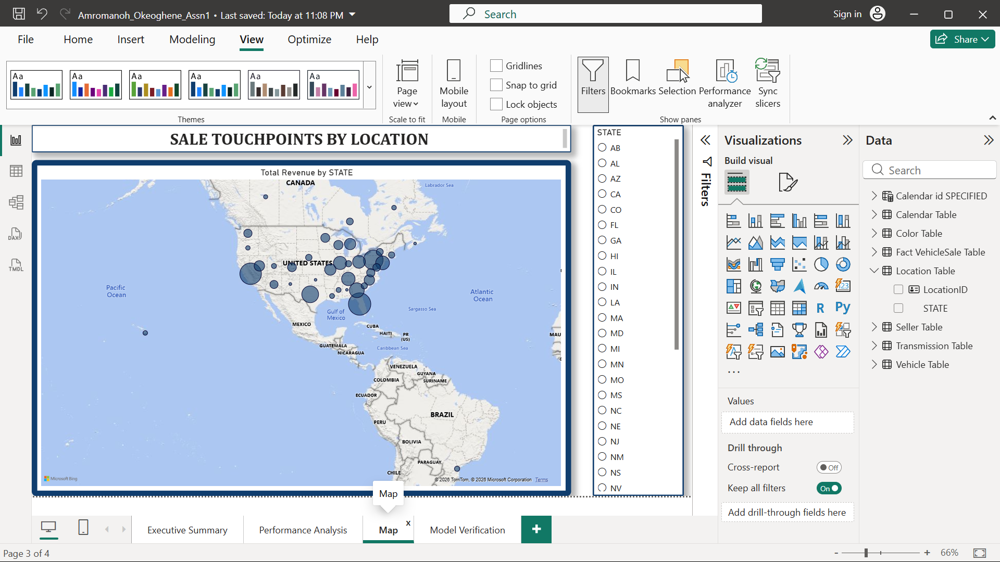 Amromanoh_Okeoghene_Assn1 • Last saved: Today at 11:08 PM
Search
Sign in
File
Home
Insert
Modeling
View
Optimize
Help
Share
Aa
Aa
Aa
Aa
Aa
Aa
Page view
Mobile layout
Gridlines
Snap to grid
Lock objects
Filters
Bookmarks
Selection
Performance analyzer
Sync slicers
Themes
Scale to fit
Mobile
Page options
Show panes
DAX
TMDL
SALE TOUCHPOINTS BY LOCATION
Total Revenue by STATE
CANADA
Labrador Sea
UNITED STATES
Pacific
Ocean
Atlantic
Ocean
Gulf of
Mexico
Sargasso Sea
MEXICO
CUBA
HAITI
PR
(US)
MAU
GUATEMALA
Caribbean Sea
NICARAGUA
VENEZUELA
GUYANA
COLOMBIA
SURINAME
ECUADOR
BRAZIL
PERU
BOLIVIA
PARAGUAY
CHILE
Microsoft Bing
© 2026 TomTom, © 2026 Microsoft Corporation Terms
STATE
AB
AL
AZ
CA
CO
FL
GA
HI
IL
IN
LA
MA
MD
MI
MN
MO
MS
NC
NE
NJ
NM
NS
NV
Filters
Visualizations
Build visual
123
R
Py
...
Values
Add data fields here
Drill through
Cross-report
Off
Keep all filters
On
Add drill-through fields here
Data
Search
Calendar id SPECIFIED
Calendar Table
Color Table
Fact VehicleSale Table
Location Table
LocationID
STATE
Seller Table
Transmission Table
Vehicle Table
Map
Executive Summary
Performance Analysis
Map
x
Model Verification
+
Page 3 of 4
-
+
66%